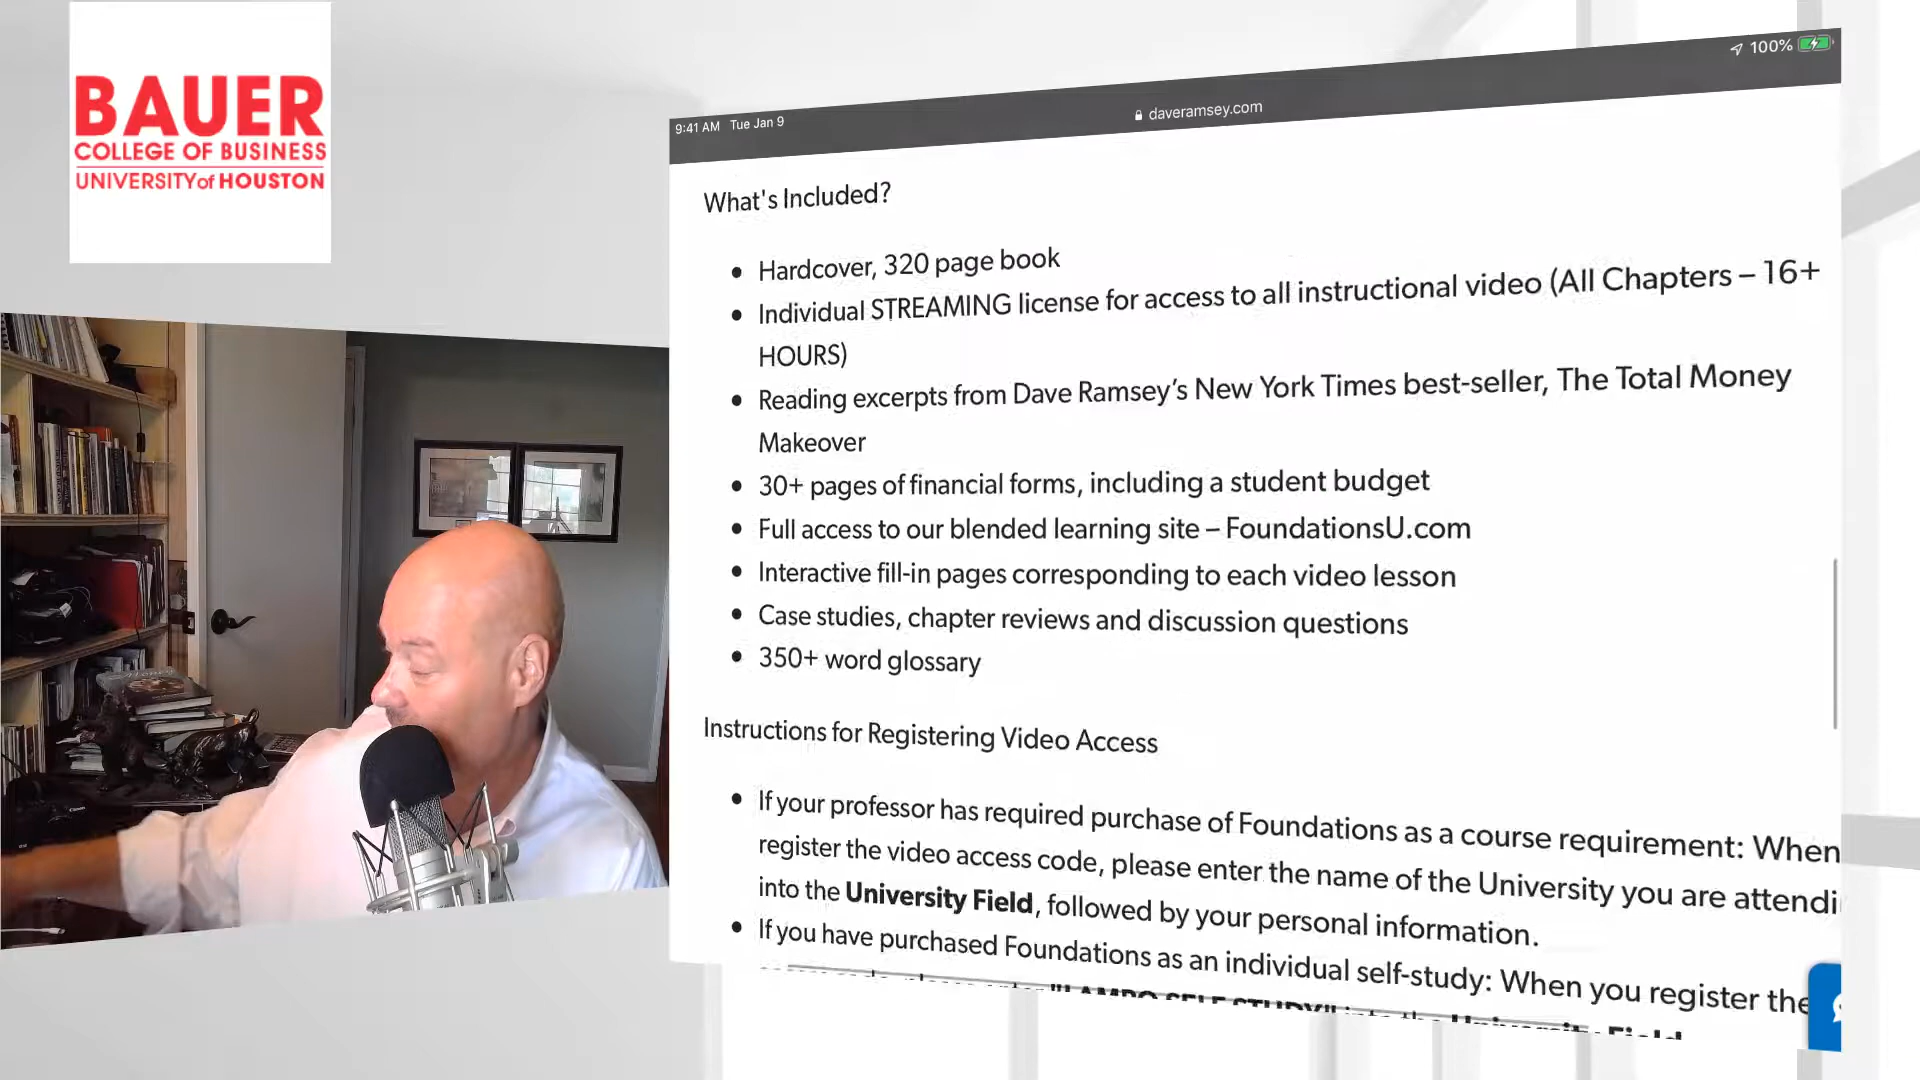 BAUER
COLLEGE OF BUSINESS
UNIVERSITY of HOUSTON
9:41 AM Tue Jan 9
daveramsey.com
100%
What's Included?
• Hardcover, 320 page book
• Individual STREAMING license for access to all instructional video (All Chapters – 16+
HOURS)
• Reading excerpts from Dave Ramsey’s New York Times best-seller, The Total Money
Makeover
• 30+ pages of financial forms, including a student budget
• Full access to our blended learning site – FoundationsU.com
• Interactive fill-in pages corresponding to each video lesson
• Case studies, chapter reviews and discussion questions
• 350+ word glossary
Instructions for Registering Video Access
• If your professor has required purchase of Foundations as a course requirement: When
register the video access code, please enter the name of the University you are attendi
into the University Field, followed by your personal information.
• If you have purchased Foundations as an individual self-study: When you register the